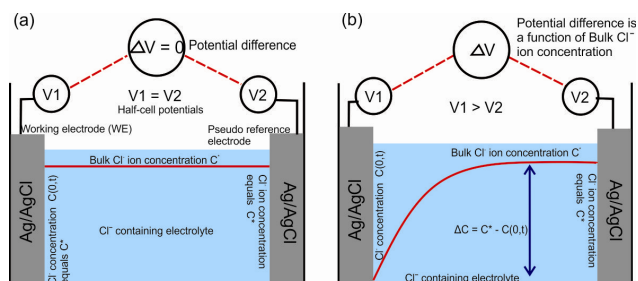 (a)
ΔV = 0
Potential difference
V1
V2
V1 = V2
Half-cell potentials
Working electrode (WE)
Pseudo reference
electrode
Bulk Cl⁻ ion concentration C*
Ag/AgCl
Cl⁻ concentration C(0,t)
equals C*
Cl⁻ containing electrolyte
Cl⁻ ion concentration
equals C*
Ag/AgCl
(b)
Potential difference is
a function of Bulk Cl⁻
ion concentration
ΔV
V1
V2
V1 > V2
Bulk Cl⁻ ion concentration C*
Ag/AgCl
Cl⁻ concentration C(0,t)
ΔC = C* - C(0,t)
Cl⁻ containing electrolyte
Cl⁻ ion concentration
equals C*
Ag/AgCl